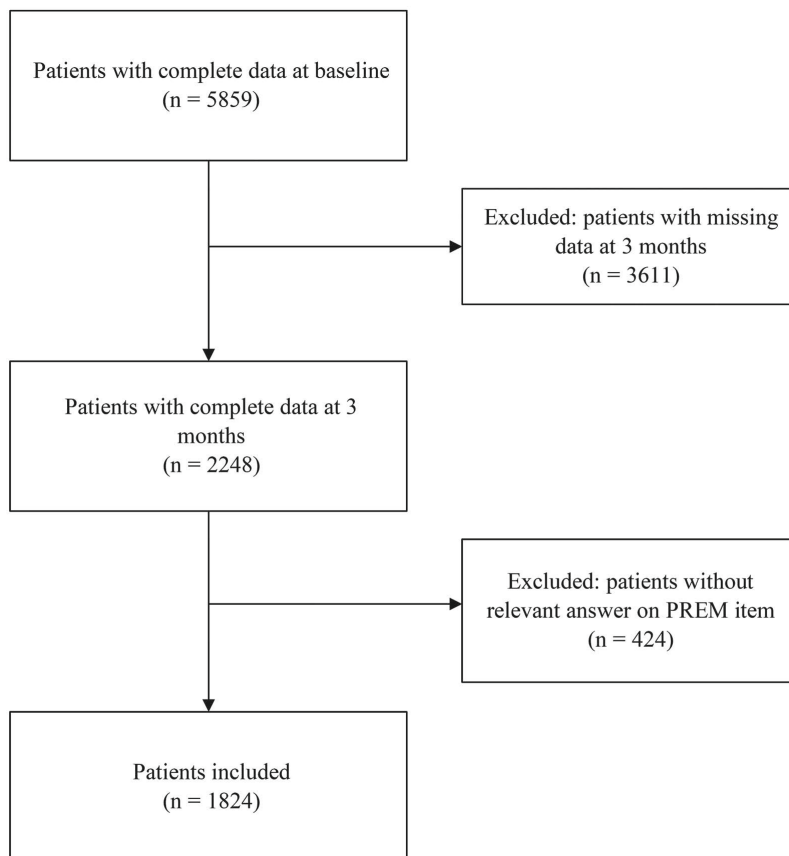 Patients with complete data at baseline
(n = 5859)
Excluded: patients with missing
data at 3 months
(n = 3611)
Patients with complete data at 3
months
(n = 2248)
Excluded: patients without
relevant answer on PREM item
(n = 424)
Patients included
(n = 1824)